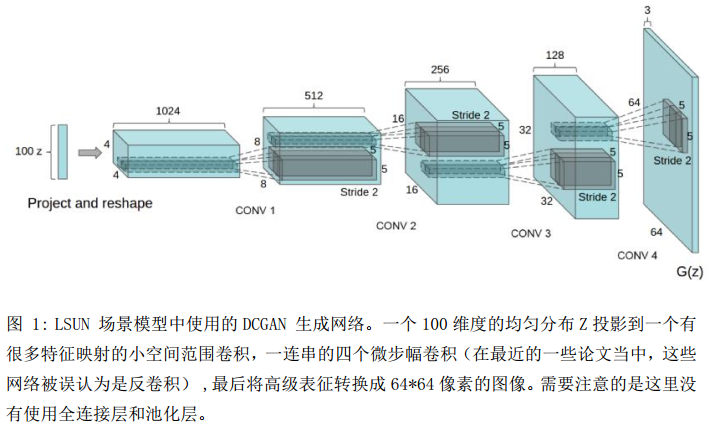 3
128
256
512
1024
64
16
Stride 2
5
5
5
5
32
8
5
5
5
Stride 2
100 z
4
4
5
5
8
Stride 2
16
32
Stride 2
64
Project and reshape
CONV 1
CONV 2
CONV 3
CONV 4
G(z)
图 1: LSUN 场景模型中使用的 DCGAN 生成网络。一个 100 维度的均匀分布 Z 投影到一个有
很多特征映射的小空间范围卷积，一连串的四个微步幅卷积（在最近的一些论文当中，这些
网络被误认为是反卷积）,最后将高级表征转换成 64*64 像素的图像。需要注意的是这里没
有使用全连接层和池化层。